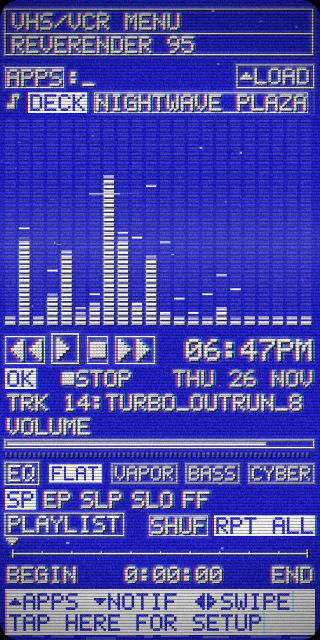 VHS/VCR MENU
REVERENDER 95
APPS:_ ▲LOAD
♪ DECK NIGHTWAVE PLAZA
06:47PM
OK ■STOP THU 26 NOV
TRK 14:TURBO_OUTRUN_8
VOLUME
EQ FLAT VAPOR BASS CYBER
SP EP SLP SLO FF
PLAYLIST SHUF RPT ALL
BEGIN 0:00:00 END
▲APPS ▼NOTIF ◀▶SWIPE
TAP HERE FOR SETUP